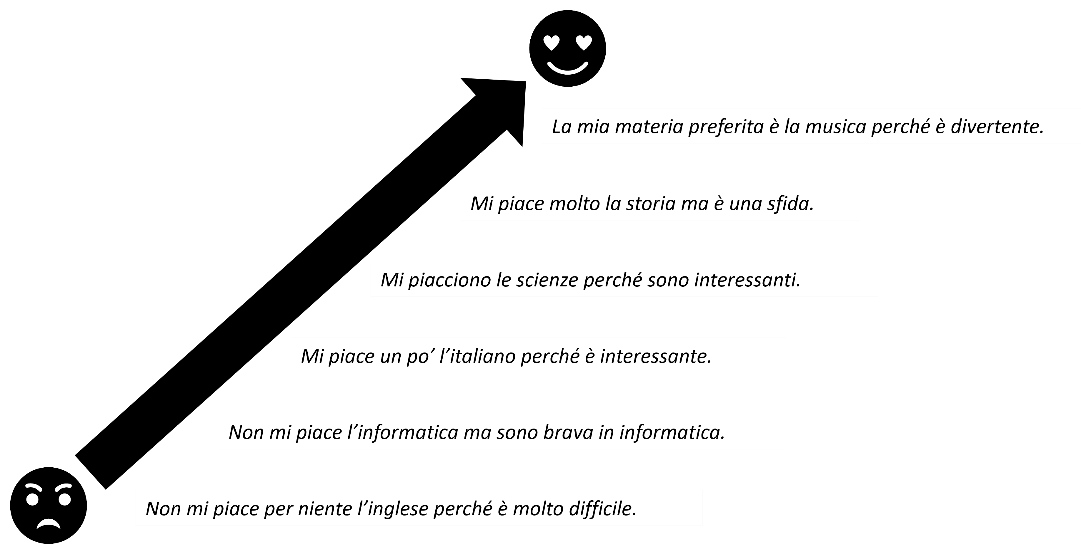 La mia materia preferita è la musica perché è divertente.
Mi piace molto la storia ma è una sfida.
Mi piacciono le scienze perché sono interessanti.
Mi piace un po’ l’italiano perché è interessante.
Non mi piace l’informatica ma sono brava in informatica.
Non mi piace per niente l’inglese perché è molto difficile.